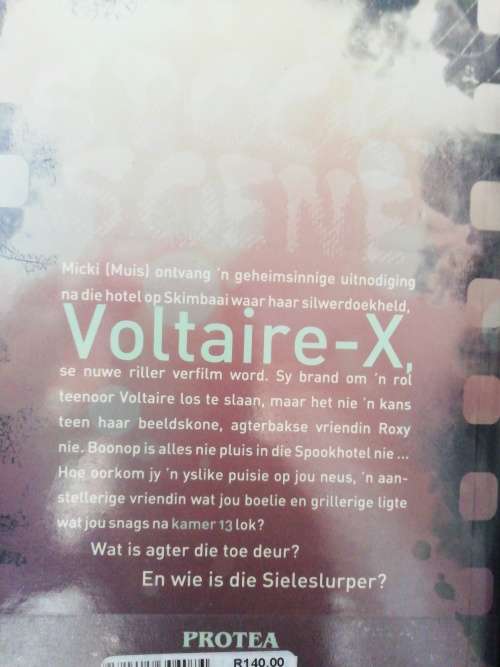 SCENE
Micki (Muis) ontvang 'n geheimsinnige uitnodiging
na die hotel op Skimbaai waar haar silwerdoekheld,
Voltaire-X,
se nuwe riller verfilm word. Sy brand om 'n rol
teenoor Voltaire los te slaan, maar het nie 'n kans
teen haar beeldskone, agterbakse vriendin Roxy
nie. Boonop is alles nie pluis in die Spookhotel nie ...
Hoe oorkom jy 'n yslike puisie op jou neus, 'n aan-
stellerige vriendin wat jou boelie en grillerige ligte
wat jou snags na kamer 13 lok?
Wat is agter die toe deur?
En wie is die Sieleslurper?
PROTEA
R140.00